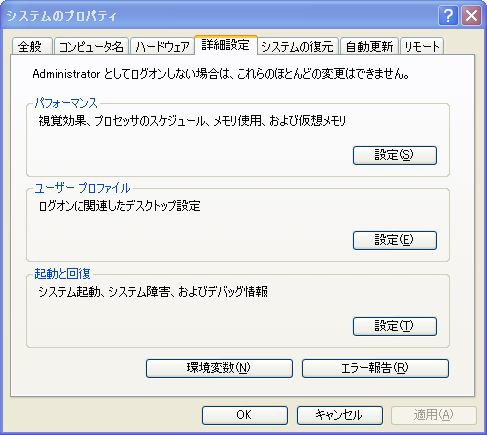 システムのプロパティ
全般 コンピュータ名 ハードウェア 詳細設定 システムの復元 自動更新 リモート
Administrator としてログオンしない場合は、これらのほとんどの変更はできません。
パフォーマンス
視覚効果、プロセッサのスケジュール、メモリ使用、および仮想メモリ
設定(S)
ユーザー プロファイル
ログオンに関連したデスクトップ設定
設定(E)
起動と回復
システム起動、システム障害、およびデバッグ情報
設定(T)
環境変数(N) エラー報告(R)
OK キャンセル 適用(A)